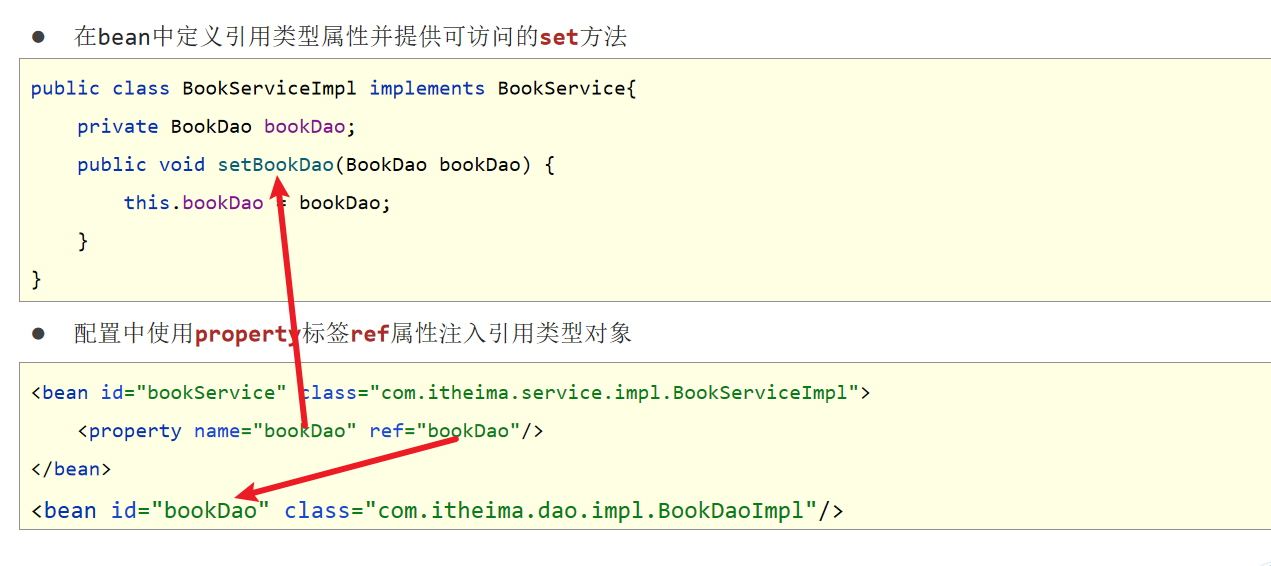 ● 在bean中定义引用类型属性并提供可访问的set方法
public class BookServiceImpl implements BookService{
    private BookDao bookDao;
    public void setBookDao(BookDao bookDao) {
        this.bookDao = bookDao;
    }
}
● 配置中使用property标签ref属性注入引用类型对象
<bean id="bookService" class="com.itheima.service.impl.BookServiceImpl">
    <property name="bookDao" ref="bookDao"/>
</bean>
<bean id="bookDao" class="com.itheima.dao.impl.BookDaoImpl"/>